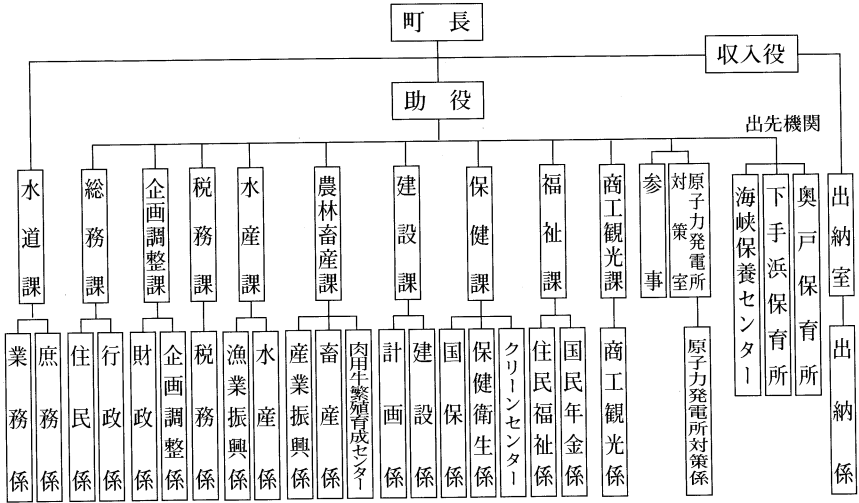 町長
収入役
助役
出先機関
水道課
総務課
企画調整課
税務課
水産課
農林畜産課
建設課
保健課
福祉課
商工観光課
参事
原子力発電所
対策室
海峡保養センター
下手浜保育所
奥戸保育所
出納室
業務係
庶務係
住民係
行政係
財政係
企画調整係
税務係
漁業振興係
水産係
産業振興係
畜産係
肉用牛繁殖育成センター
計画係
建設係
国保係
保健衛生係
クリーンセンター
住民福祉係
国民年金係
商工観光係
原子力発電所対策係
出納係